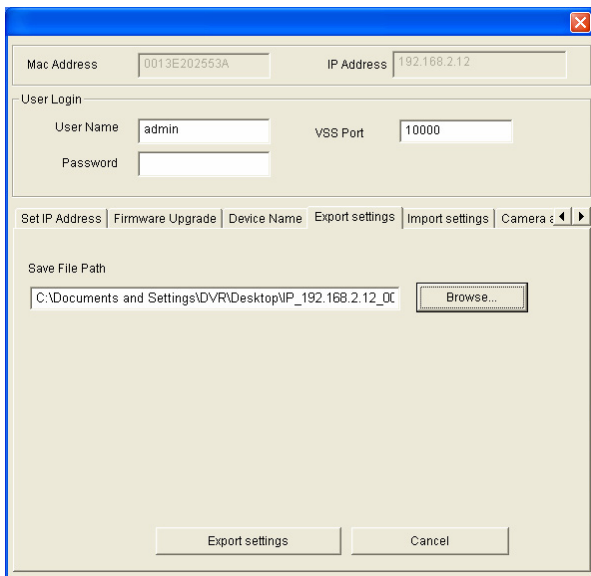 Mac Address 0013E202553A IP Address 192.168.2.12
User Login
User Name admin VSS Port 10000
Password
Set IP Address Firmware Upgrade Device Name Export settings Import settings Camera
Save File Path
C:\Documents and Settings\DVR\Desktop\IP_192.168.2.12_00 Browse...
Export settings Cancel